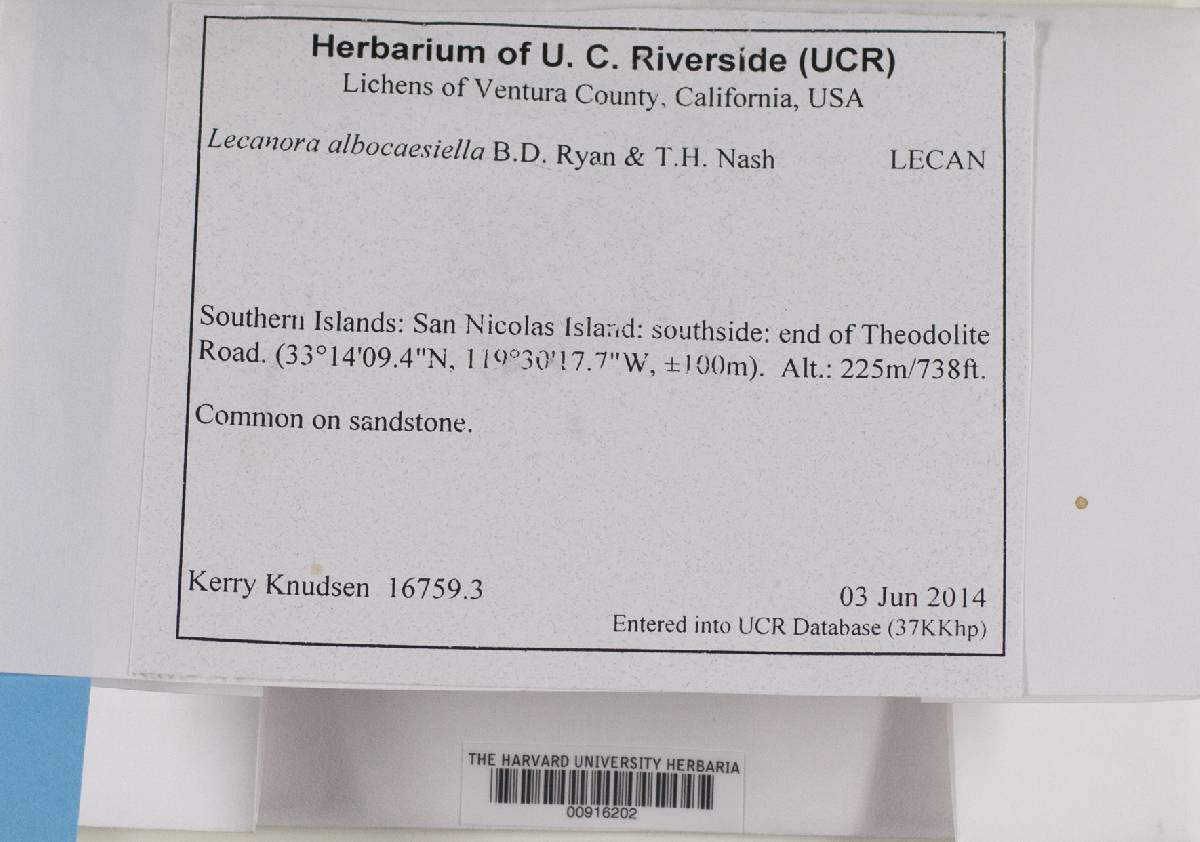 Herbarium of U. C. Riverside (UCR)
Lichens of Ventura County, California, USA
Lecanora albocaesiella B.D. Ryan & T.H. Nash LECAN
Southern Islands: San Nicolas Island: southside: end of Theodolite
Road. (33°14'09.4"N, 119°30'17.7"W, ±100m). Alt.: 225m/738ft.
Common on sandstone.
Kerry Knudsen 16759.3
03 Jun 2014
Entered into UCR Database (37KKhp)
THE HARVARD UNIVERSITY HERBARIA
00916202